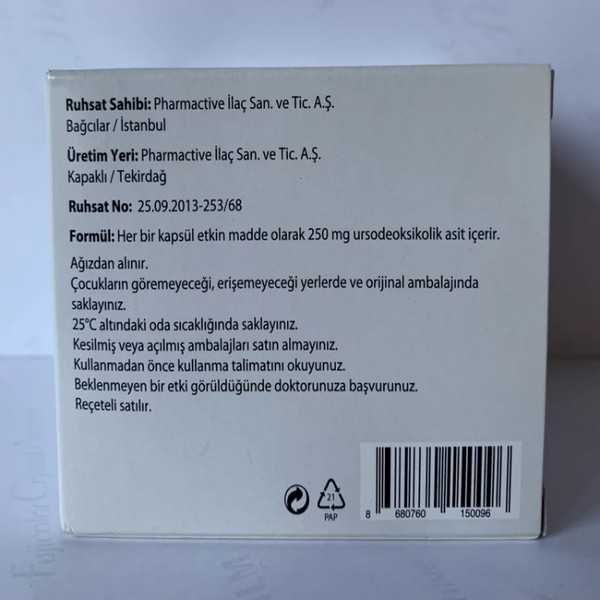 Ruhsat Sahibi: Pharmactive İlaç San. ve Tic. A.Ş.
Bağcılar / İstanbul
Üretim Yeri: Pharmactive İlaç San. ve Tic. A.Ş.
Kapaklı / Tekirdağ
Ruhsat No: 25.09.2013-253/68
Formül: Her bir kapsül etkin madde olarak 250 mg ursodeoksikolik asit içerir.
Ağızdan alınır.
Çocukların göremeyeceği, erişemeyeceği yerlerde ve orijinal ambalajında
saklayınız.
25°C altındaki oda sıcaklığında saklayınız.
Kesilmiş veya açılmış ambalajları satın almayınız.
Kullanmadan önce kullanma talimatını okuyunuz.
Beklenmeyen bir etki görüldüğünde doktorunuza başvurunuz.
Reçeteli satılır.
21
PAP
8 680760 150096